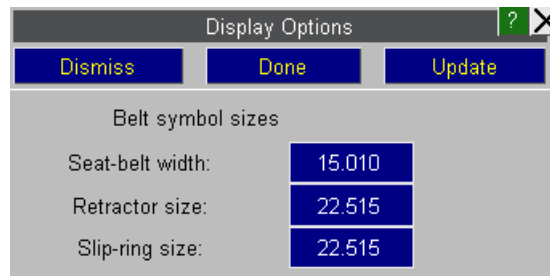 Display Options ? X
Dismiss Done Update
Belt symbol sizes
Seat-belt width: 15.010
Retractor size: 22.515
Slip-ring size: 22.515